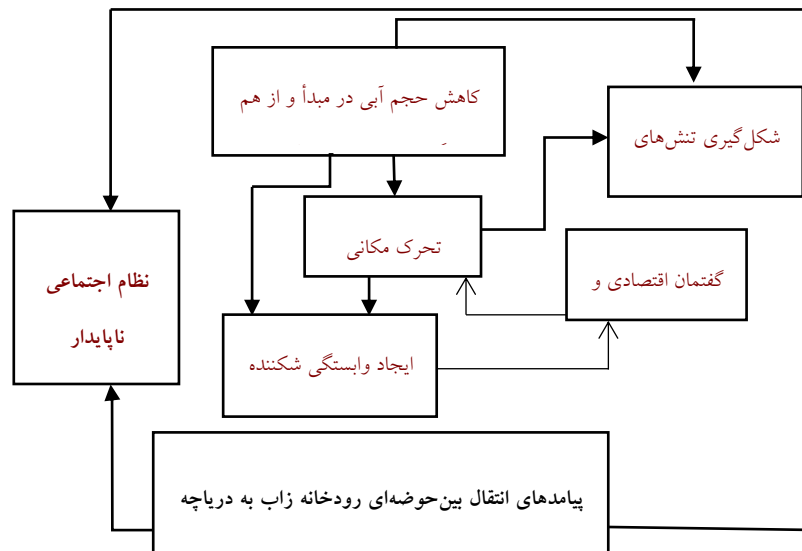 کاهش حجم آبی در مبدأ و از هم
شکل‌گیری تنش‌های
تحرک مکانی
گفتمان اقتصادی و
نظام اجتماعی
ناپایدار
ایجاد وابستگی شکننده
پیامدهای انتقال بین‌حوضه‌ای رودخانه زاب به دریاچه